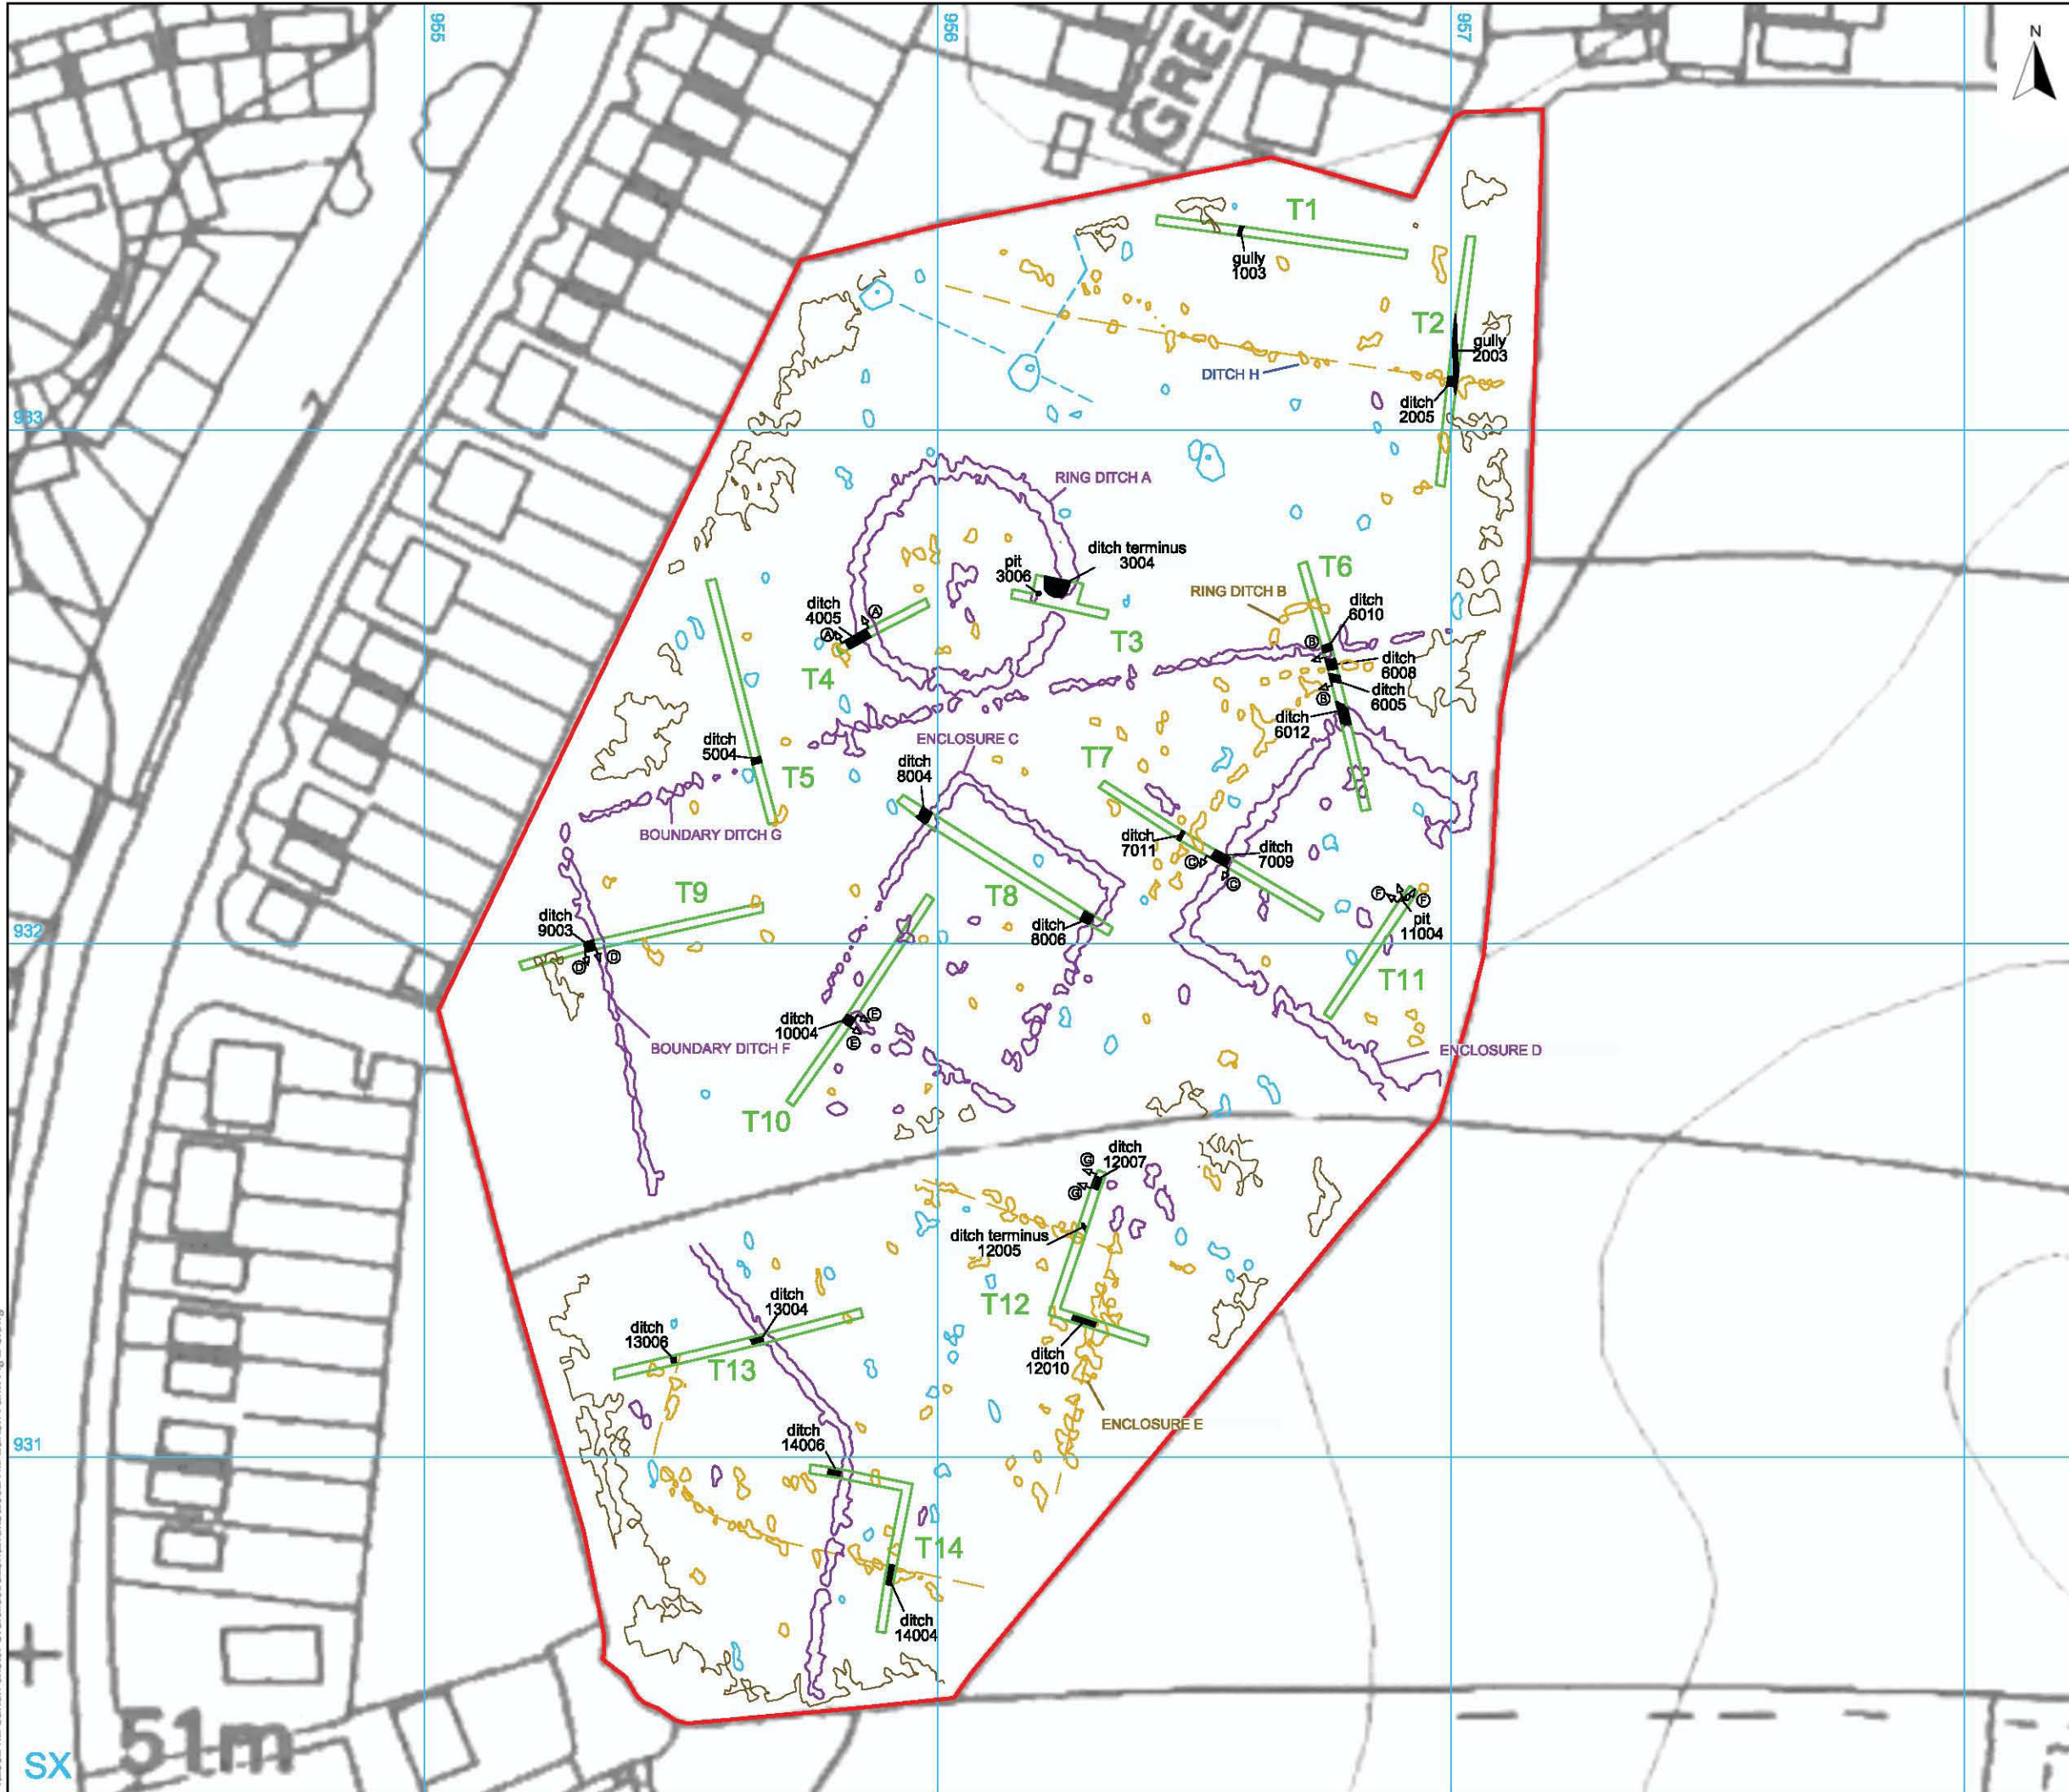 955
956
957
N
GREE
T1
gully
1003
T2
gully
2003
DITCH H
ditch
2005
933
RING DITCH A
ditch terminus
3004
pit
3006
T6
RING DITCH B
ditch
6010
ditch
4005
A
A
B
T3
ditch
6008
T4
ditch
6005
B
ditch
6012
ENCLOSURE C
ditch
5004
T5
T7
ditch
8004
BOUNDARY DITCH G
ditch
7011
ditch
7009
C
C
T9
T8
F
F
ditch
9003
pit
11004
ditch
8006
932
D
D
T11
ditch
10004
E
E
BOUNDARY DITCH F
ENCLOSURE D
T10
ditch
12007
G
G
ditch terminus
12005
ditch
13004
T12
ditch
13006
T13
ditch
12010
ENCLOSURE E
ditch
14006
931
T14
ditch
14004
51m
SX